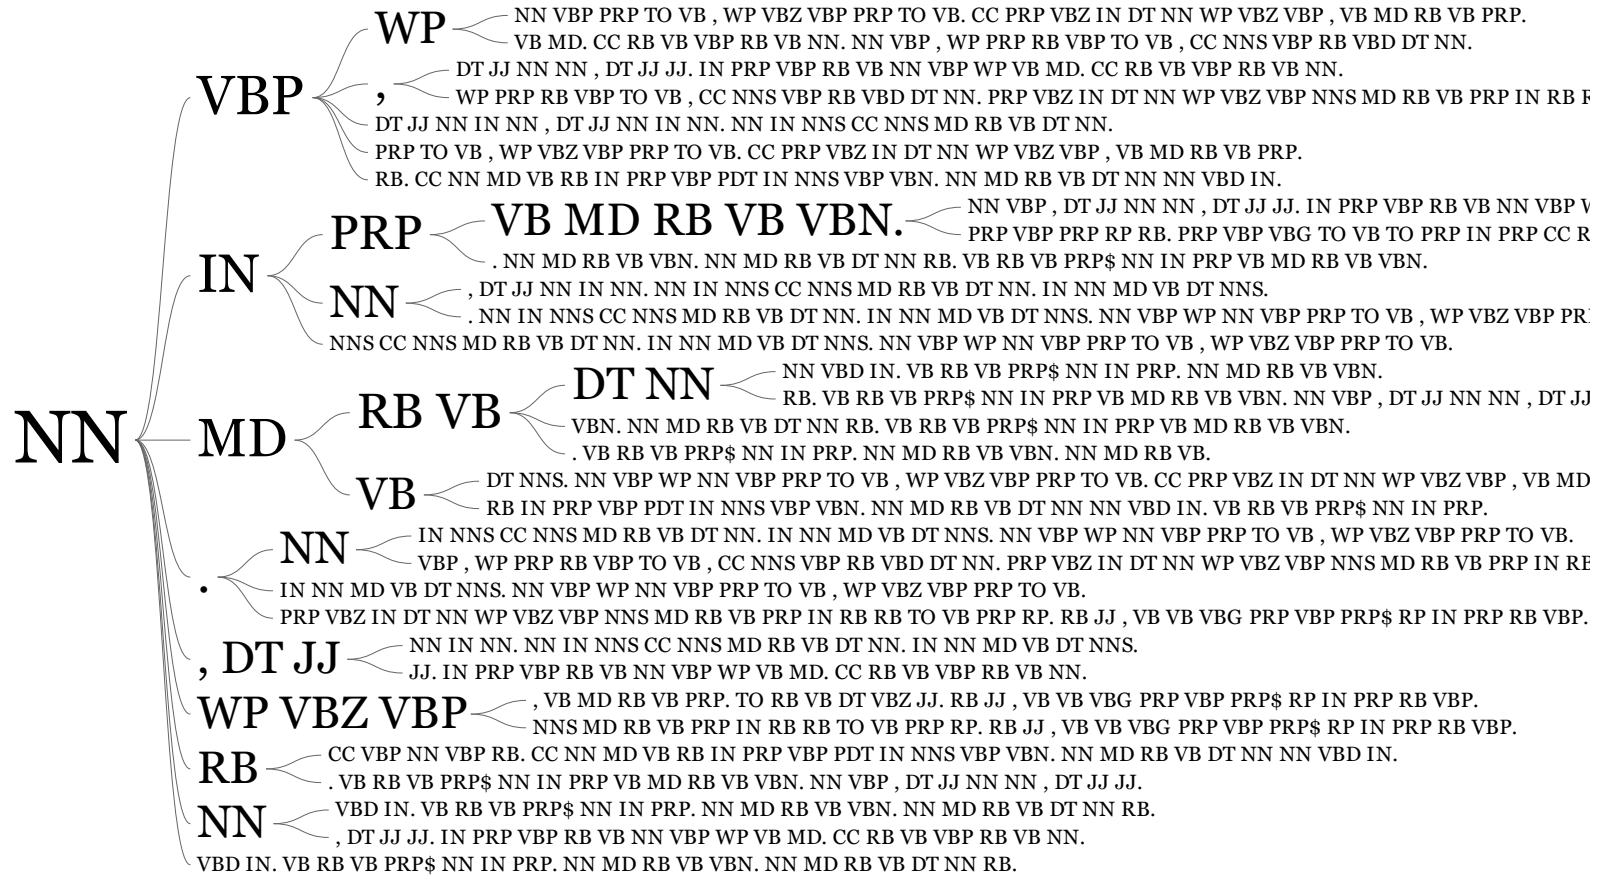 NN
VBP
WP
NN VBP PRP TO VB , WP VBZ VBP PRP TO VB. CC PRP VBZ IN DT NN WP VBZ VBP , VB MD RB VB PRP.
VB MD. CC RB VB VBP RB VB NN. NN VBP , WP PRP RB VBP TO VB , CC NNS VBP RB VBD DT NN.
,
DT JJ NN NN , DT JJ JJ. IN PRP VBP RB VB NN VBP WP VB MD. CC RB VB VBP RB VB NN.
WP PRP RB VBP TO VB , CC NNS VBP RB VBD DT NN. PRP VBZ IN DT NN WP VBZ VBP NNS MD RB VB PRP IN RB
DT JJ NN IN NN , DT JJ NN IN NN. NN IN NNS CC NNS MD RB VB DT NN.
PRP TO VB , WP VBZ VBP PRP TO VB. CC PRP VBZ IN DT NN WP VBZ VBP , VB MD RB VB PRP.
RB. CC NN MD VB RB IN PRP VBP PDT IN NNS VBP VBN. NN MD RB VB DT NN NN VBD IN.
IN
PRP
VB MD RB VB VBN.
NN VBP , DT JJ NN NN , DT JJ JJ. IN PRP VBP RB VB NN VBP
PRP VBP PRP RP RB. PRP VBP VBG TO VB TO PRP IN PRP CC
. NN MD RB VB VBN. NN MD RB VB DT NN RB. VB RB VB PRP$ NN IN PRP VB MD RB VB VBN.
NN
, DT JJ NN IN NN. NN IN NNS CC NNS MD RB VB DT NN. IN NN MD VB DT NNS.
. NN IN NNS CC NNS MD RB VB DT NN. IN NN MD VB DT NNS. NN VBP WP NN VBP PRP TO VB , WP VBZ VBP
NNS CC NNS MD RB VB DT NN. IN NN MD VB DT NNS. NN VBP WP NN VBP PRP TO VB , WP VBZ VBP PRP TO VB.
MD
RB VB
DT NN
NN VBD IN. VB RB VB PRP$ NN IN PRP. NN MD RB VB VBN.
RB. VB RB VB PRP$ NN IN PRP VB MD RB VB VBN. NN VBP , DT JJ NN NN , DT JJ
VBN. NN MD RB VB DT NN RB. VB RB VB PRP$ NN IN PRP VB MD RB VB VBN.
. VB RB VB PRP$ NN IN PRP. NN MD RB VB VBN. NN MD RB VB.
VB
DT NNS. NN VBP WP NN VBP PRP TO VB , WP VBZ VBP PRP TO VB. CC PRP VBZ IN DT NN WP VBZ VBP , VB MD
RB IN PRP VBP PDT IN NNS VBP VBN. NN MD RB VB DT NN NN VBD IN. VB RB VB PRP$ NN IN PRP.
.
NN
IN NNS CC NNS MD RB VB DT NN. IN NN MD VB DT NNS. NN VBP WP NN VBP PRP TO VB , WP VBZ VBP PRP TO VB.
VBP , WP PRP RB VBP TO VB , CC NNS VBP RB VBD DT NN. PRP VBZ IN DT NN WP VBZ VBP NNS MD RB VB PRP IN RB
IN NN MD VB DT NNS. NN VBP WP NN VBP PRP TO VB , WP VBZ VBP PRP TO VB.
PRP VBZ IN DT NN WP VBZ VBP NNS MD RB VB PRP IN RB RB TO VB PRP RP. RB JJ , VB VB VBG PRP VBP PRP$ RP IN PRP RB VBP.
, DT JJ
NN IN NN. NN IN NNS CC NNS MD RB VB DT NN. IN NN MD VB DT NNS.
JJ. IN PRP VBP RB VB NN VBP WP VB MD. CC RB VB VBP RB VB NN.
WP VBZ VBP
, VB MD RB VB PRP. TO RB VB DT VBZ JJ. RB JJ , VB VB VBG PRP VBP PRP$ RP IN PRP RB VBP.
NNS MD RB VB PRP IN RB RB TO VB PRP RP. RB JJ , VB VB VBG PRP VBP PRP$ RP IN PRP RB VBP.
RB
CC VBP NN VBP RB. CC NN MD VB RB IN PRP VBP PDT IN NNS VBP VBN. NN MD RB VB DT NN NN VBD IN.
. VB RB VB PRP$ NN IN PRP VB MD RB VB VBN. NN VBP , DT JJ NN NN , DT JJ JJ.
NN
VBD IN. VB RB VB PRP$ NN IN PRP. NN MD RB VB VBN. NN MD RB VB DT NN RB.
, DT JJ JJ. IN PRP VBP RB VB NN VBP WP VB MD. CC RB VB VBP RB VB NN.
VBD IN. VB RB VB PRP$ NN IN PRP. NN MD RB VB VBN. NN MD RB VB DT NN RB.